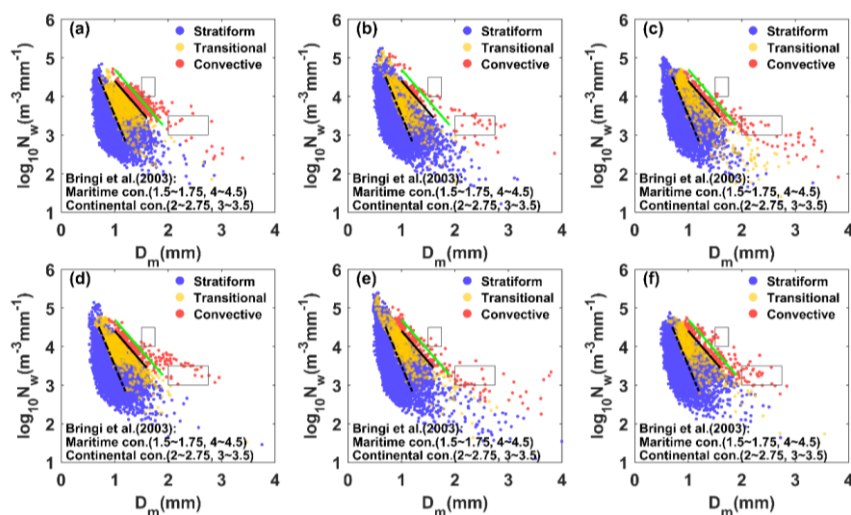 (a)
Stratiform
Transitional
Convective
log₁₀N_w(m⁻³mm⁻¹)
6
5
4
3
2
1
Bringi et al.(2003):
Maritime con.(1.5~1.75, 4~4.5)
Continental con.(2~2.75, 3~3.5)
0 1 2 3 4
D_m(mm)
(b)
Stratiform
Transitional
Convective
log₁₀N_w(m⁻³mm⁻¹)
6
5
4
3
2
1
Bringi et al.(2003):
Maritime con.(1.5~1.75, 4~4.5)
Continental con.(2~2.75, 3~3.5)
0 1 2 3 4
D_m(mm)
(c)
Stratiform
Transitional
Convective
log₁₀N_w(m⁻³mm⁻¹)
6
5
4
3
2
1
Bringi et al.(2003):
Maritime con.(1.5~1.75, 4~4.5)
Continental con.(2~2.75, 3~3.5)
0 1 2 3 4
D_m(mm)
(d)
Stratiform
Transitional
Convective
log₁₀N_w(m⁻³mm⁻¹)
6
5
4
3
2
1
Bringi et al.(2003):
Maritime con.(1.5~1.75, 4~4.5)
Continental con.(2~2.75, 3~3.5)
0 1 2 3 4
D_m(mm)
(e)
Stratiform
Transitional
Convective
log₁₀N_w(m⁻³mm⁻¹)
6
5
4
3
2
1
Bringi et al.(2003):
Maritime con.(1.5~1.75, 4~4.5)
Continental con.(2~2.75, 3~3.5)
0 1 2 3 4
D_m(mm)
(f)
Stratiform
Transitional
Convective
log₁₀N_w(m⁻³mm⁻¹)
6
5
4
3
2
1
Bringi et al.(2003):
Maritime con.(1.5~1.75, 4~4.5)
Continental con.(2~2.75, 3~3.5)
0 1 2 3 4
D_m(mm)